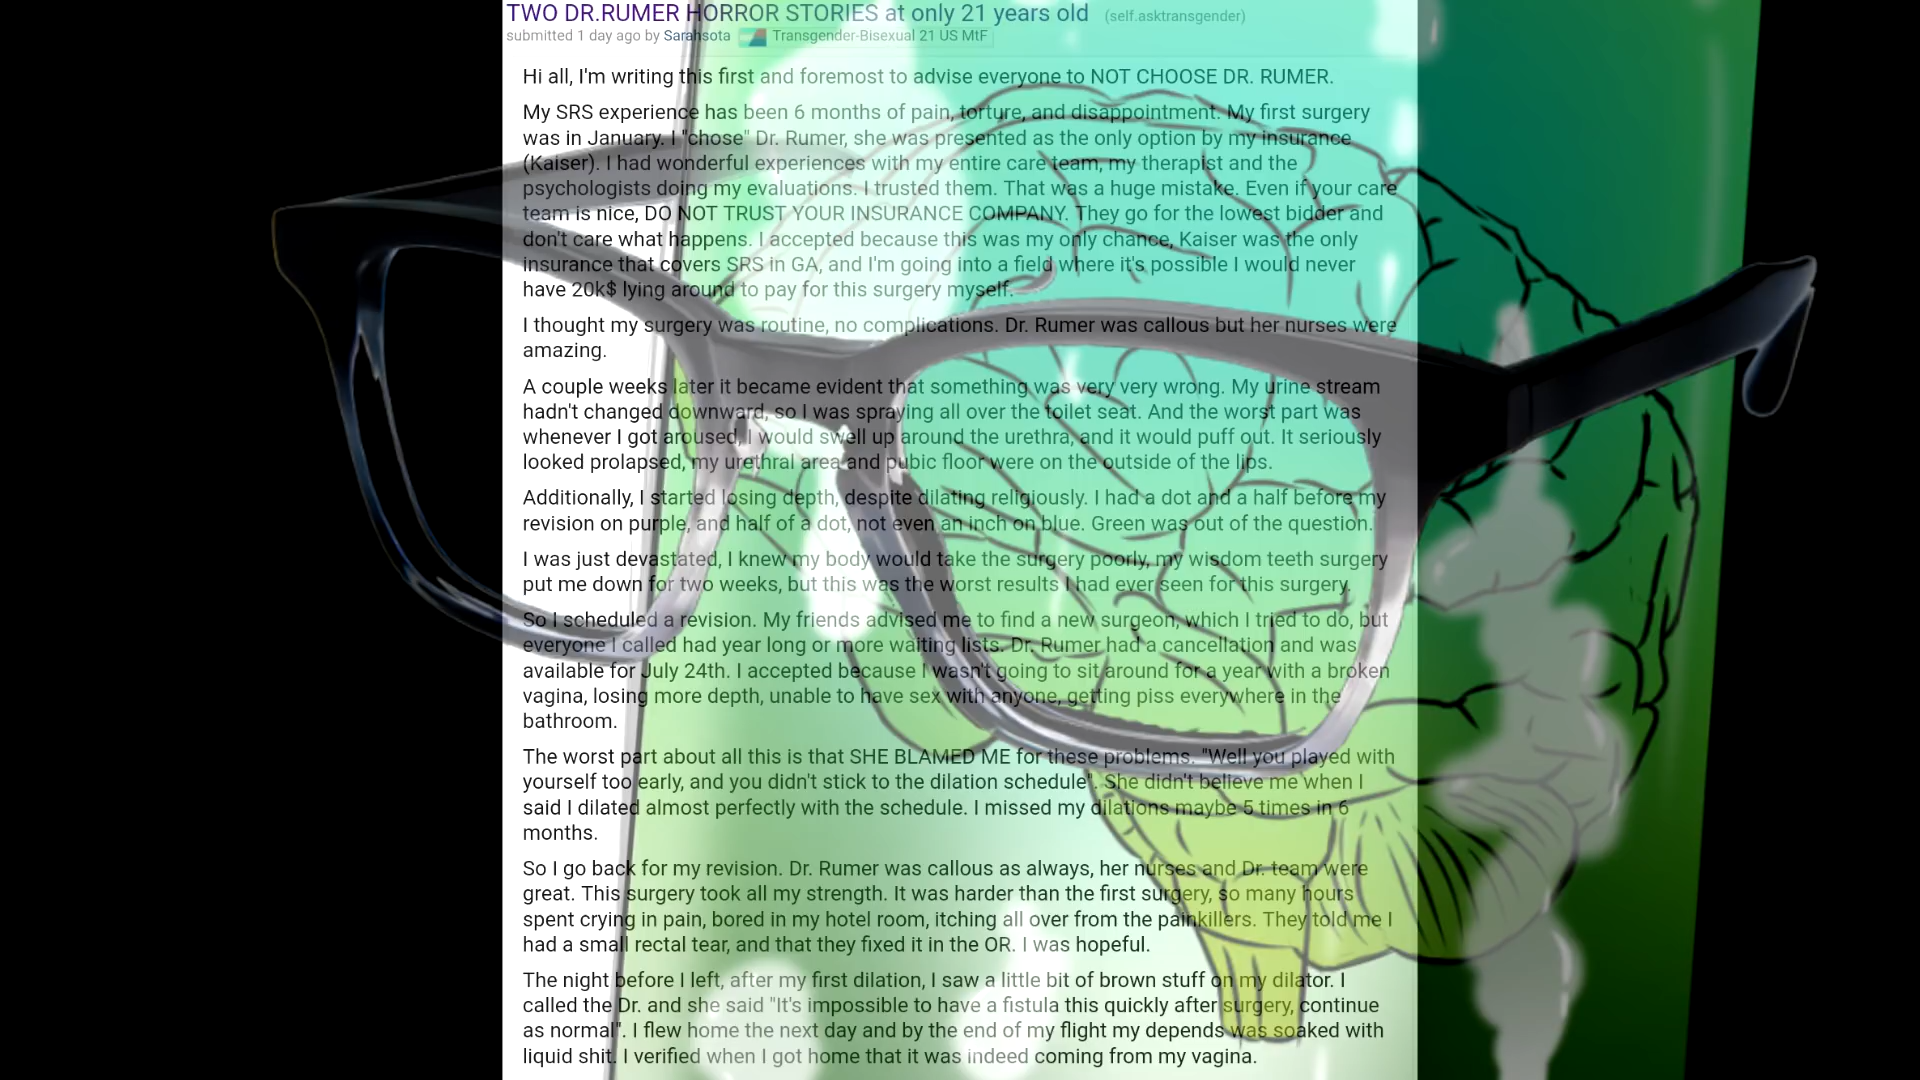 TWO DR.RUMER HORROR STORIES at only 21 years old (self.asktransgender)
submitted 1 day ago by Sarahsota Transgender-Bisexual 21 US MtF
Hi all, I'm writing this first and foremost to advise everyone to NOT CHOOSE DR. RUMER.
My SRS experience has been 6 months of pain, torture, and disappointment. My first surgery
was in January. I "chose" Dr. Rumer, she was presented as the only option by my insurance
(Kaiser). I had wonderful experiences with my entire care team, my therapist and the
psychologists doing my evaluations. I trusted them. That was a huge mistake. Even if your care
team is nice, DO NOT TRUST YOUR INSURANCE COMPANY. They go for the lowest bidder and
don't care what happens. I accepted because this was my only chance, Kaiser was the only
insurance that covers SRS in GA, and I'm going into a field where it's possible I would never
have 20k$ lying around to pay for this surgery myself.
I thought my surgery was routine, no complications. Dr. Rumer was callous but her nurses were
amazing.
A couple weeks later it became evident that something was very very wrong. My urine stream
hadn't changed downward, so I was spraying all over the toilet seat. And the worst part was
whenever I got aroused, I would swell up around the urethra, and it would puff out. It seriously
looked prolapsed, my urethral area and pubic floor were on the outside of the lips.
Additionally, I started losing depth, despite dilating religiously. I had a dot and a half before my
revision on purple, and half of a dot, not even an inch on blue. Green was out of the question.
I was just devastated, I knew my body would take the surgery poorly, my wisdom teeth surgery
put me down for two weeks, but this was the worst results I had ever seen for this surgery.
So I scheduled a revision. My friends advised me to find a new surgeon, which I tried to do, but
everyone I called had year long or more waiting lists. Dr. Rumer had a cancellation and was
available for July 24th. I accepted because I wasn't going to sit around for a year with a broken
vagina, losing more depth, unable to have sex with anyone, getting piss everywhere in the
bathroom.
The worst part about all this is that SHE BLAMED ME for these problems. "Well you played with
yourself too early, and you didn't stick to the dilation schedule". She didn't believe me when I
said I dilated almost perfectly with the schedule. I missed my dilations maybe 5 times in 6
months.
So I go back for my revision. Dr. Rumer was callous as always, her nurses and Dr. team were
great. This surgery took all my strength. It was harder than the first surgery, so many hours
spent crying in pain, bored in my hotel room, itching all over from the painkillers. They told me I
had a small rectal tear, and that they fixed it in the OR. I was hopeful.
The night before I left, after my first dilation, I saw a little bit of brown stuff on my dilator. I
called the Dr. and she said "It's impossible to have a fistula this quickly after surgery, continue
as normal". I flew home the next day and by the end of my flight my depends was soaked with
liquid shit. I verified when I got home that it was indeed coming from my vagina.